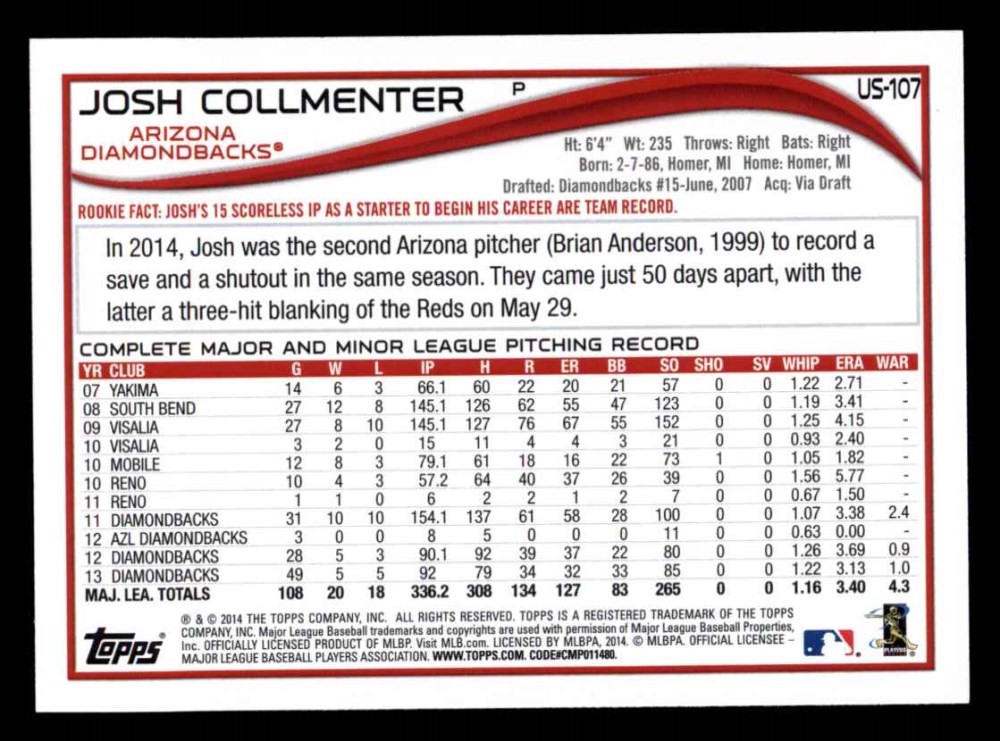 JOSH COLLMENTER P US-107
ARIZONA
DIAMONDBACKS®
Ht: 6'4" Wt: 235 Throws: Right Bats: Right
Born: 2-7-86, Homer, MI Home: Homer, MI
Drafted: Diamondbacks #15-June, 2007 Acq: Via Draft
ROOKIE FACT: JOSH'S 15 SCORELESS IP AS A STARTER TO BEGIN HIS CAREER ARE TEAM RECORD.
In 2014, Josh was the second Arizona pitcher (Brian Anderson, 1999) to record a
save and a shutout in the same season. They came just 50 days apart, with the
latter a three-hit blanking of the Reds on May 29.
COMPLETE MAJOR AND MINOR LEAGUE PITCHING RECORD
YR CLUB G W L IP H R ER BB SO SHO SV WHIP ERA WAR
07 YAKIMA 14 6 3 66.1 60 22 20 21 57 0 0 1.22 2.71 -
08 SOUTH BEND 27 12 8 145.1 126 62 55 47 123 0 0 1.19 3.41 -
09 VISALIA 27 8 10 145.1 127 76 67 55 152 0 0 1.25 4.15 -
10 VISALIA 3 2 0 15 11 4 4 3 21 0 0 0.93 2.40 -
10 MOBILE 12 8 3 79.1 61 18 16 22 73 1 0 1.05 1.82 -
10 RENO 10 4 3 57.2 64 40 37 26 39 0 0 1.56 5.77 -
11 RENO 1 1 0 6 2 2 1 2 7 0 0 0.67 1.50 -
11 DIAMONDBACKS 31 10 10 154.1 137 61 58 28 100 0 0 1.07 3.38 2.4
12 AZL DIAMONDBACKS 3 0 0 8 5 0 0 0 11 0 0 0.63 0.00 -
12 DIAMONDBACKS 28 5 3 90.1 92 39 37 22 80 0 0 1.26 3.69 0.9
13 DIAMONDBACKS 49 5 5 92 79 34 32 33 85 0 0 1.22 3.13 1.0
MAJ. LEA. TOTALS 108 20 18 336.2 308 134 127 83 265 0 0 1.16 3.40 4.3
® & © 2014 THE TOPPS COMPANY, INC. ALL RIGHTS RESERVED. TOPPS IS A REGISTERED TRADEMARK OF THE TOPPS
COMPANY, INC. Major League Baseball trademarks and copyrights are used with permission of Major League Baseball Properties,
Inc. OFFICIALLY LICENSED PRODUCT OF MLBP. Visit MLB.com. LICENSED BY MLBPA, 2014. © MLBPA. OFFICIAL LICENSEE –
MAJOR LEAGUE BASEBALL PLAYERS ASSOCIATION. WWW.TOPPS.COM. CODE#CMP011480.
Topps®
PLAYERS